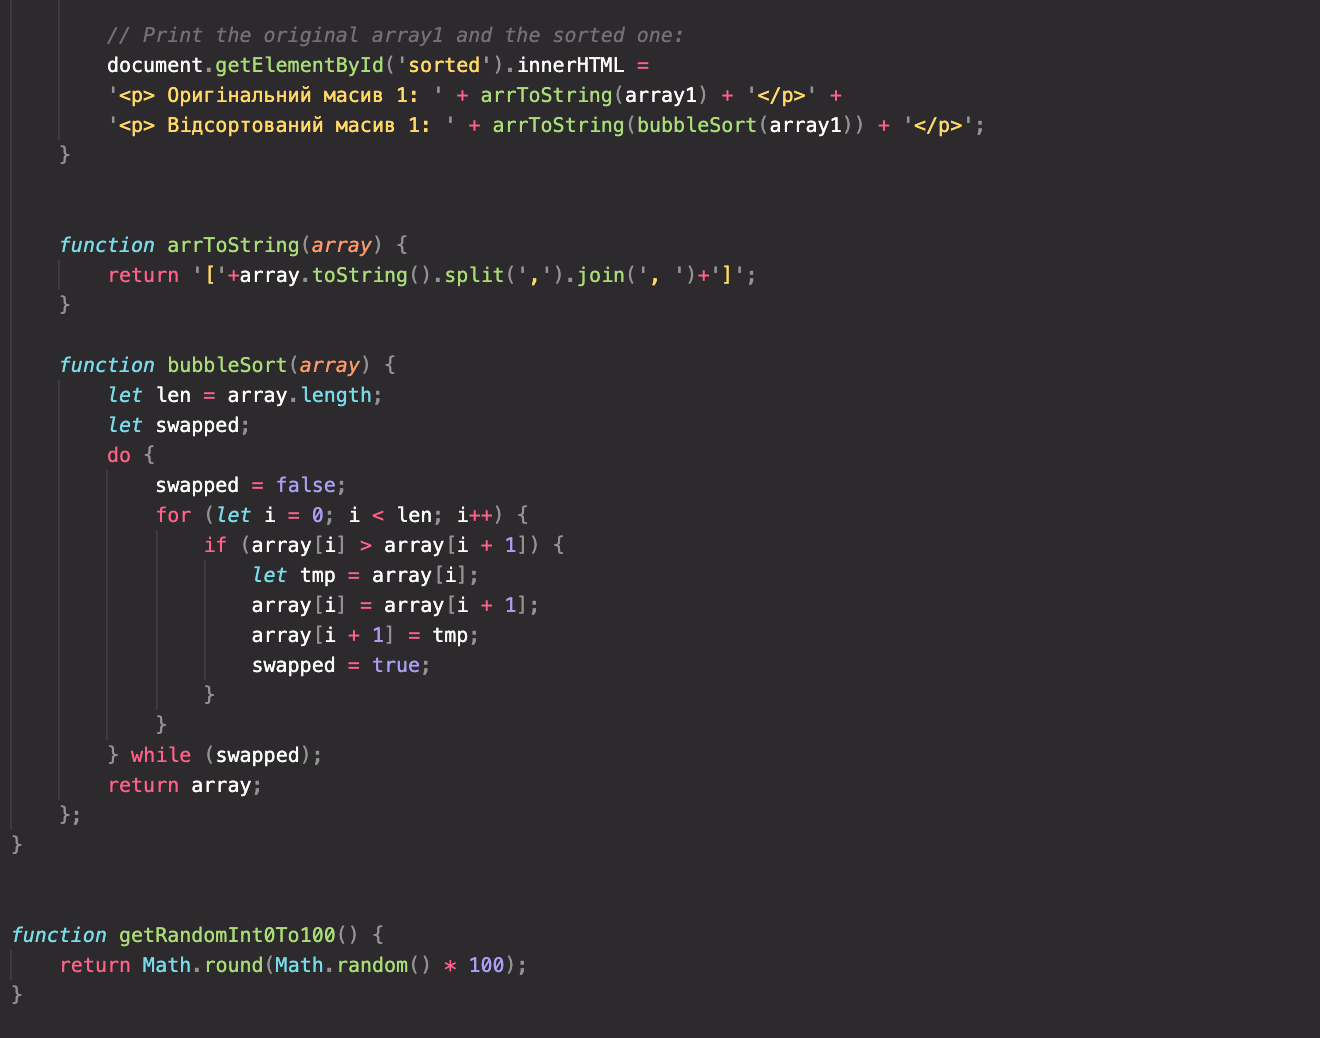 // Print the original array1 and the sorted one:
document.getElementById('sorted').innerHTML =
'<p> Оригінальний масив 1: ' + arrToString(array1) + '</p>' +
'<p> Відсортований масив 1: ' + arrToString(bubbleSort(array1)) + '</p>';
}
function arrToString(array) {
return '['+array.toString().split(',').join(', ')+']';
}
function bubbleSort(array) {
let len = array.length;
let swapped;
do {
swapped = false;
for (let i = 0; i < len; i++) {
if (array[i] > array[i + 1]) {
let tmp = array[i];
array[i] = array[i + 1];
array[i + 1] = tmp;
swapped = true;
}
}
} while (swapped);
return array;
};
}
function getRandomInt0To100() {
return Math.round(Math.random() * 100);
}